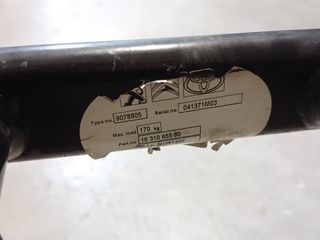 Type no. 9078805 Serial no. 041371M03
Max. load 170 kg
Part no. 16 310 655 80